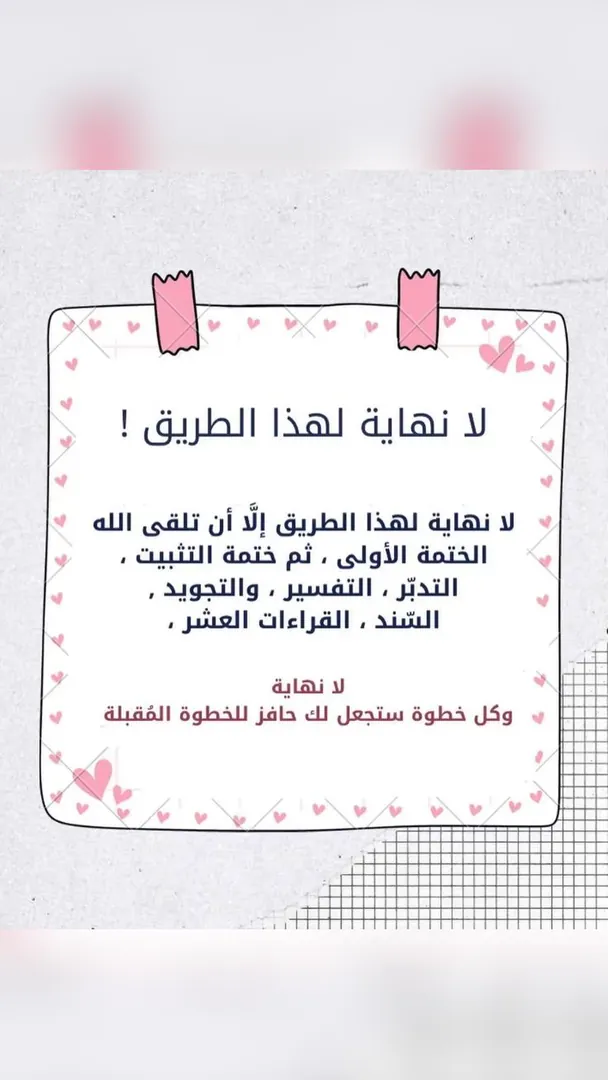 لا نهاية لهذا الطريق !
لا نهاية لهذا الطريق إلَّا أن تلقى الله
الختمة الأولى ، ثم ختمة التثبيت ،
التدبّر ، التفسير ، والتجويد ,
السّند ، القراءات العشر ،
لا نهاية
وكل خطوة ستجعل لك حافز للخطوة المُقبلة